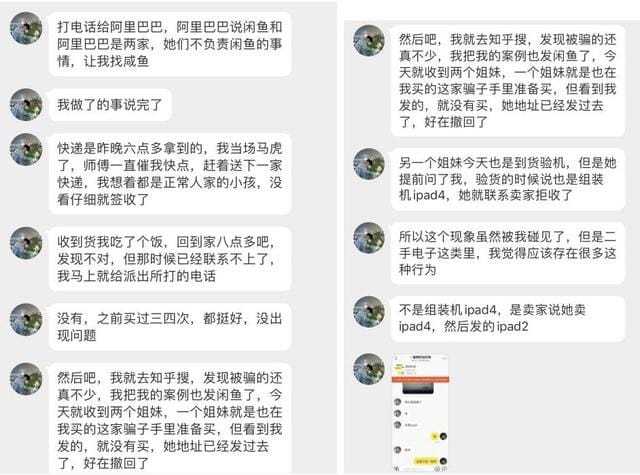 打电话给阿里巴巴，阿里巴巴说闲鱼和
阿里巴巴是两家，她们不负责闲鱼的事
情，让我找咸鱼
我做了的事说完了
快递是昨晚六点多拿到的，我当场马虎
了，师傅一直催我快点，赶着送下一家
快递，我想着都是正常人家的小孩，没
看仔细就签收了
收到货我吃了个饭，回到家八点多吧，
发现不对，但那时候已经联系不上了，
我马上就给派出所打的电话
没有，之前买过三四次，都挺好，没出
现问题
然后吧，我就去知乎搜，发现被骗的还
真不少，我把我的案例也发闲鱼了，今
天就收到两个姐妹，一个姐妹就是也在
我买的这家骗子手里准备买，但看到我
发的，就没有买，她地址已经发过去
了，好在撤回了
然后吧，我就去知乎搜，发现被骗的还
真不少，我把我的案例也发闲鱼了，今
天就收到两个姐妹，一个姐妹就是也在
我买的这家骗子手里准备买，但看到我
发的，就没有买，她地址已经发过去
了，好在撤回了
另一个姐妹今天也是到货验机，但是她
提前问了我，验货的时候说也是组装
机ipad4，她就联系卖家拒收了
所以这个现象虽然被我碰见了，但是二
手电子这类里，我觉得应该存在很多这
种行为
不是组装机ipad4，是卖家说她卖
ipad4，然后发的ipad2